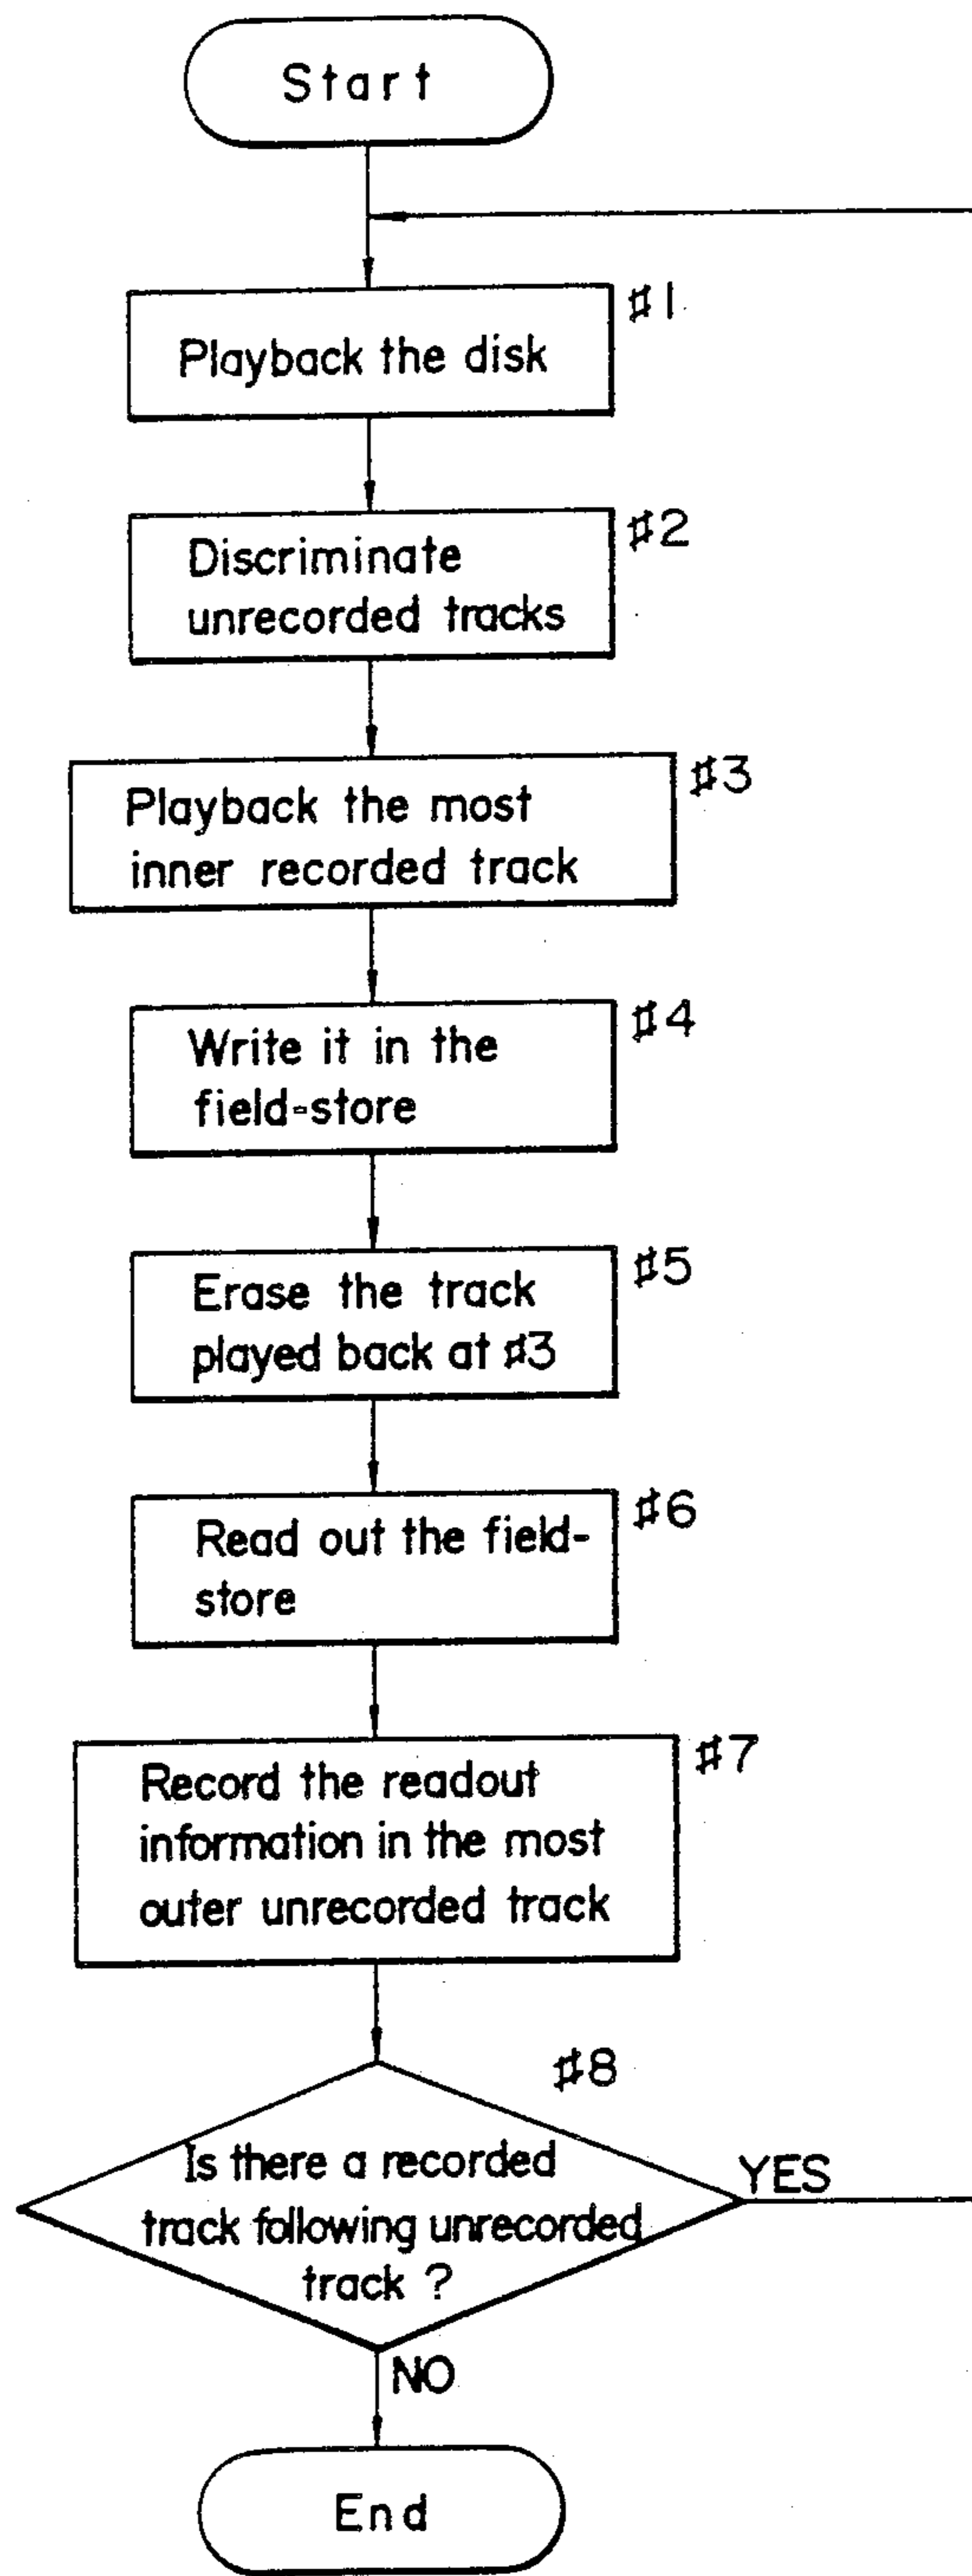 Start
#1
Playback the disk
#2
Discriminate
unrecorded tracks
#3
Playback the most
inner recorded track
#4
Write it in the
field-store
#5
Erase the track
played back at #3
#6
Read out the field-
store
#7
Record the readout
information in the most
outer unrecorded track
#8
Is there a recorded
track following unrecorded
track ?
YES
NO
End